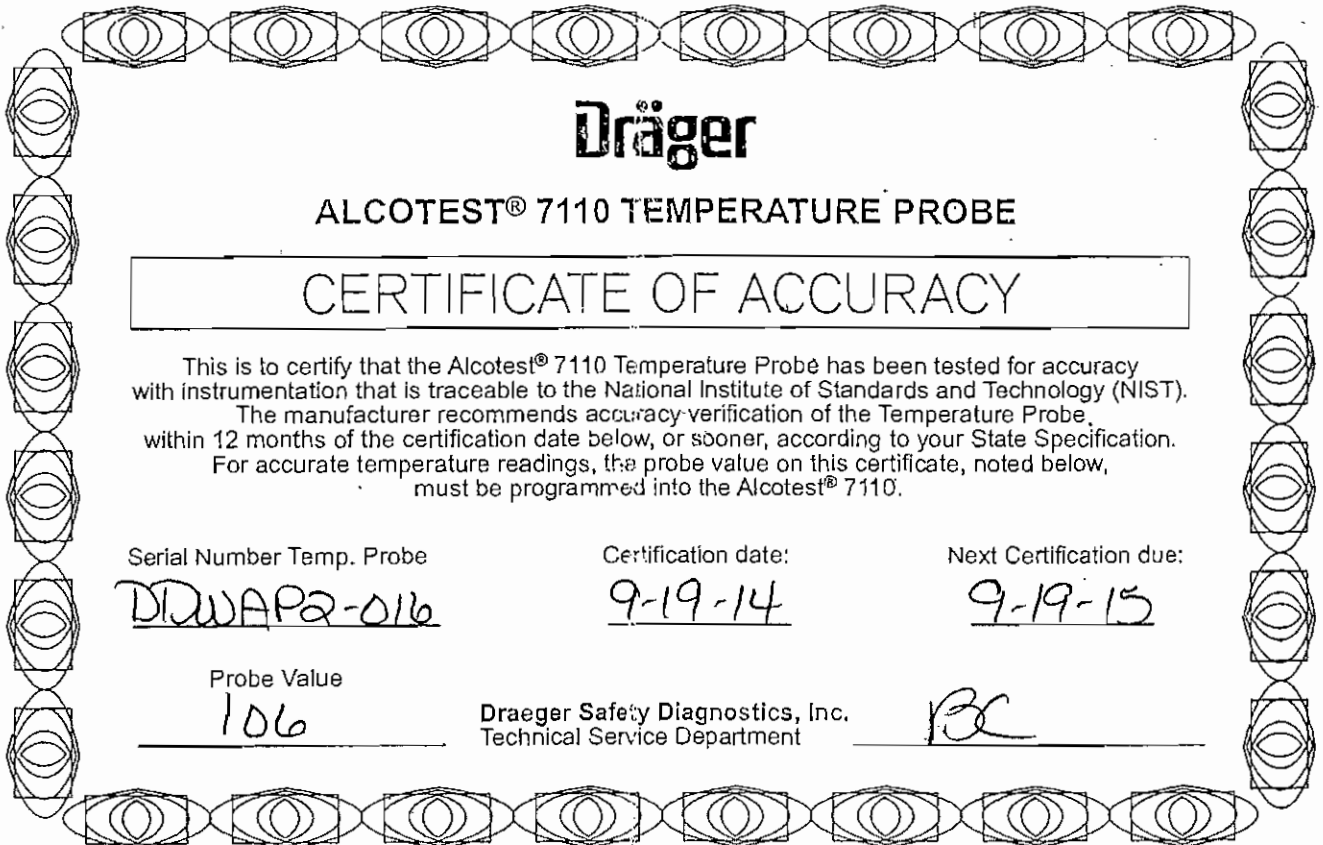 Dräger
ALCOTEST® 7110 TEMPERATURE PROBE
CERTIFICATE OF ACCURACY
This is to certify that the Alcotest® 7110 Temperature Probe has been tested for accuracy
with instrumentation that is traceable to the National Institute of Standards and Technology (NIST).
The manufacturer recommends accuracy verification of the Temperature Probe,
within 12 months of the certification date below, or sooner, according to your State Specification.
For accurate temperature readings, the probe value on this certificate, noted below,
must be programmed into the Alcotest® 7110.
Serial Number Temp. Probe Certification date: Next Certification due:
DDWAP2-016 9-19-14 9-19-15
Probe Value
106
Draeger Safety Diagnostics, Inc.
Technical Service Department
BC